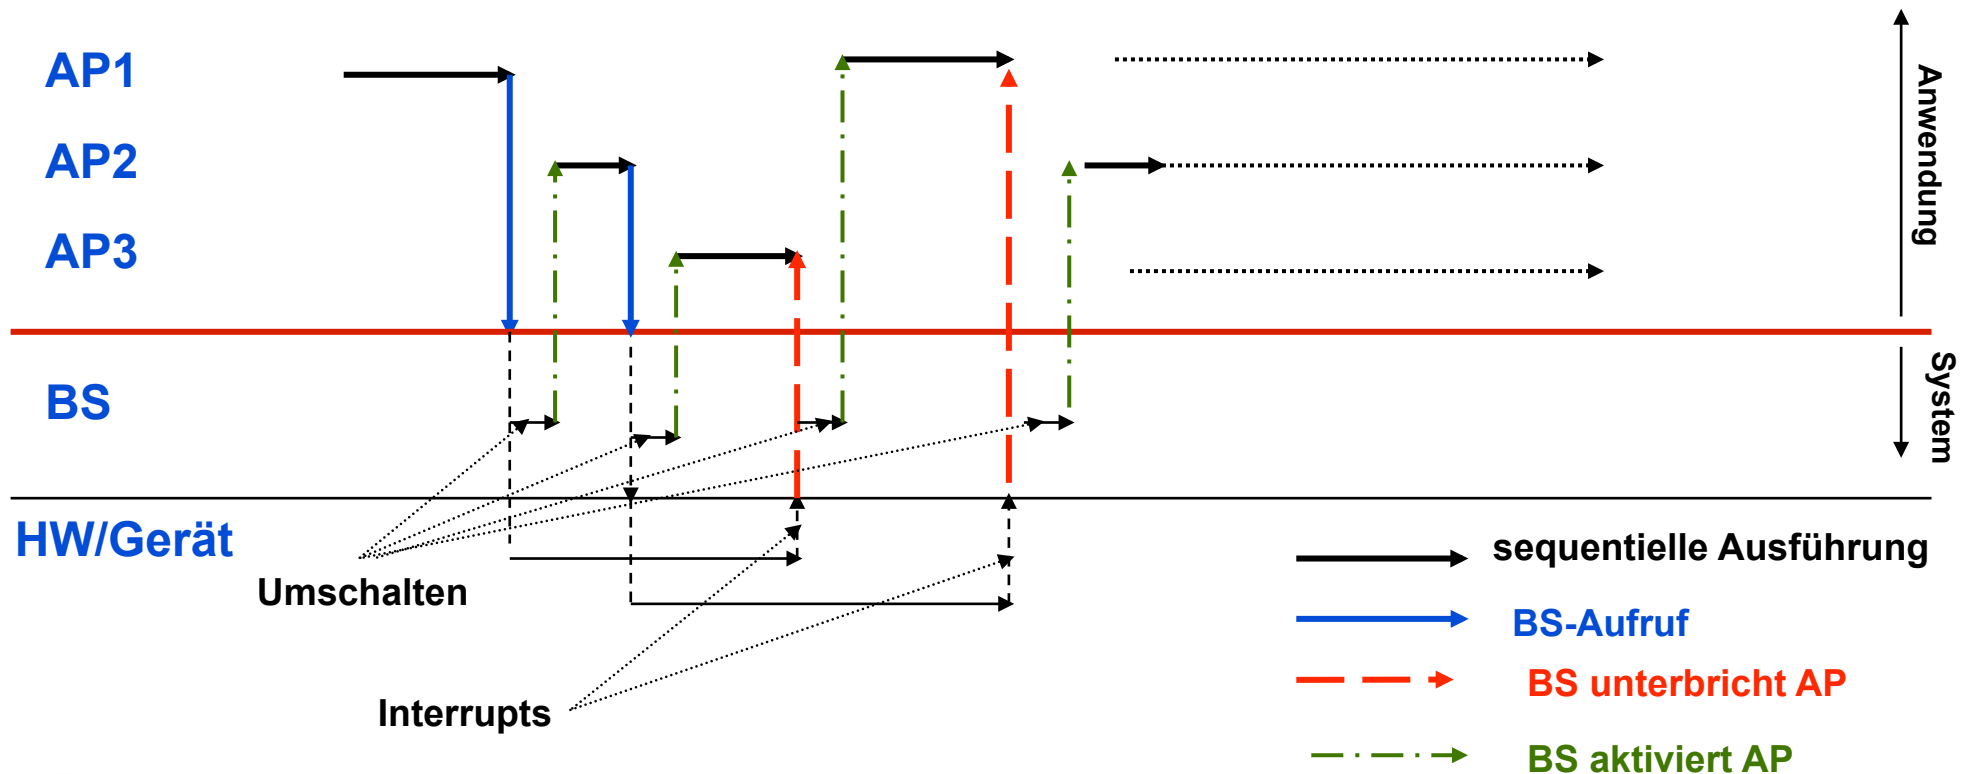 AP1
AP2
AP3
BS
HW/Gerät
Umschalten
Interrupts
Anwendung
System
sequentielle Ausführung
BS-Aufruf
BS unterbricht AP
BS aktiviert AP